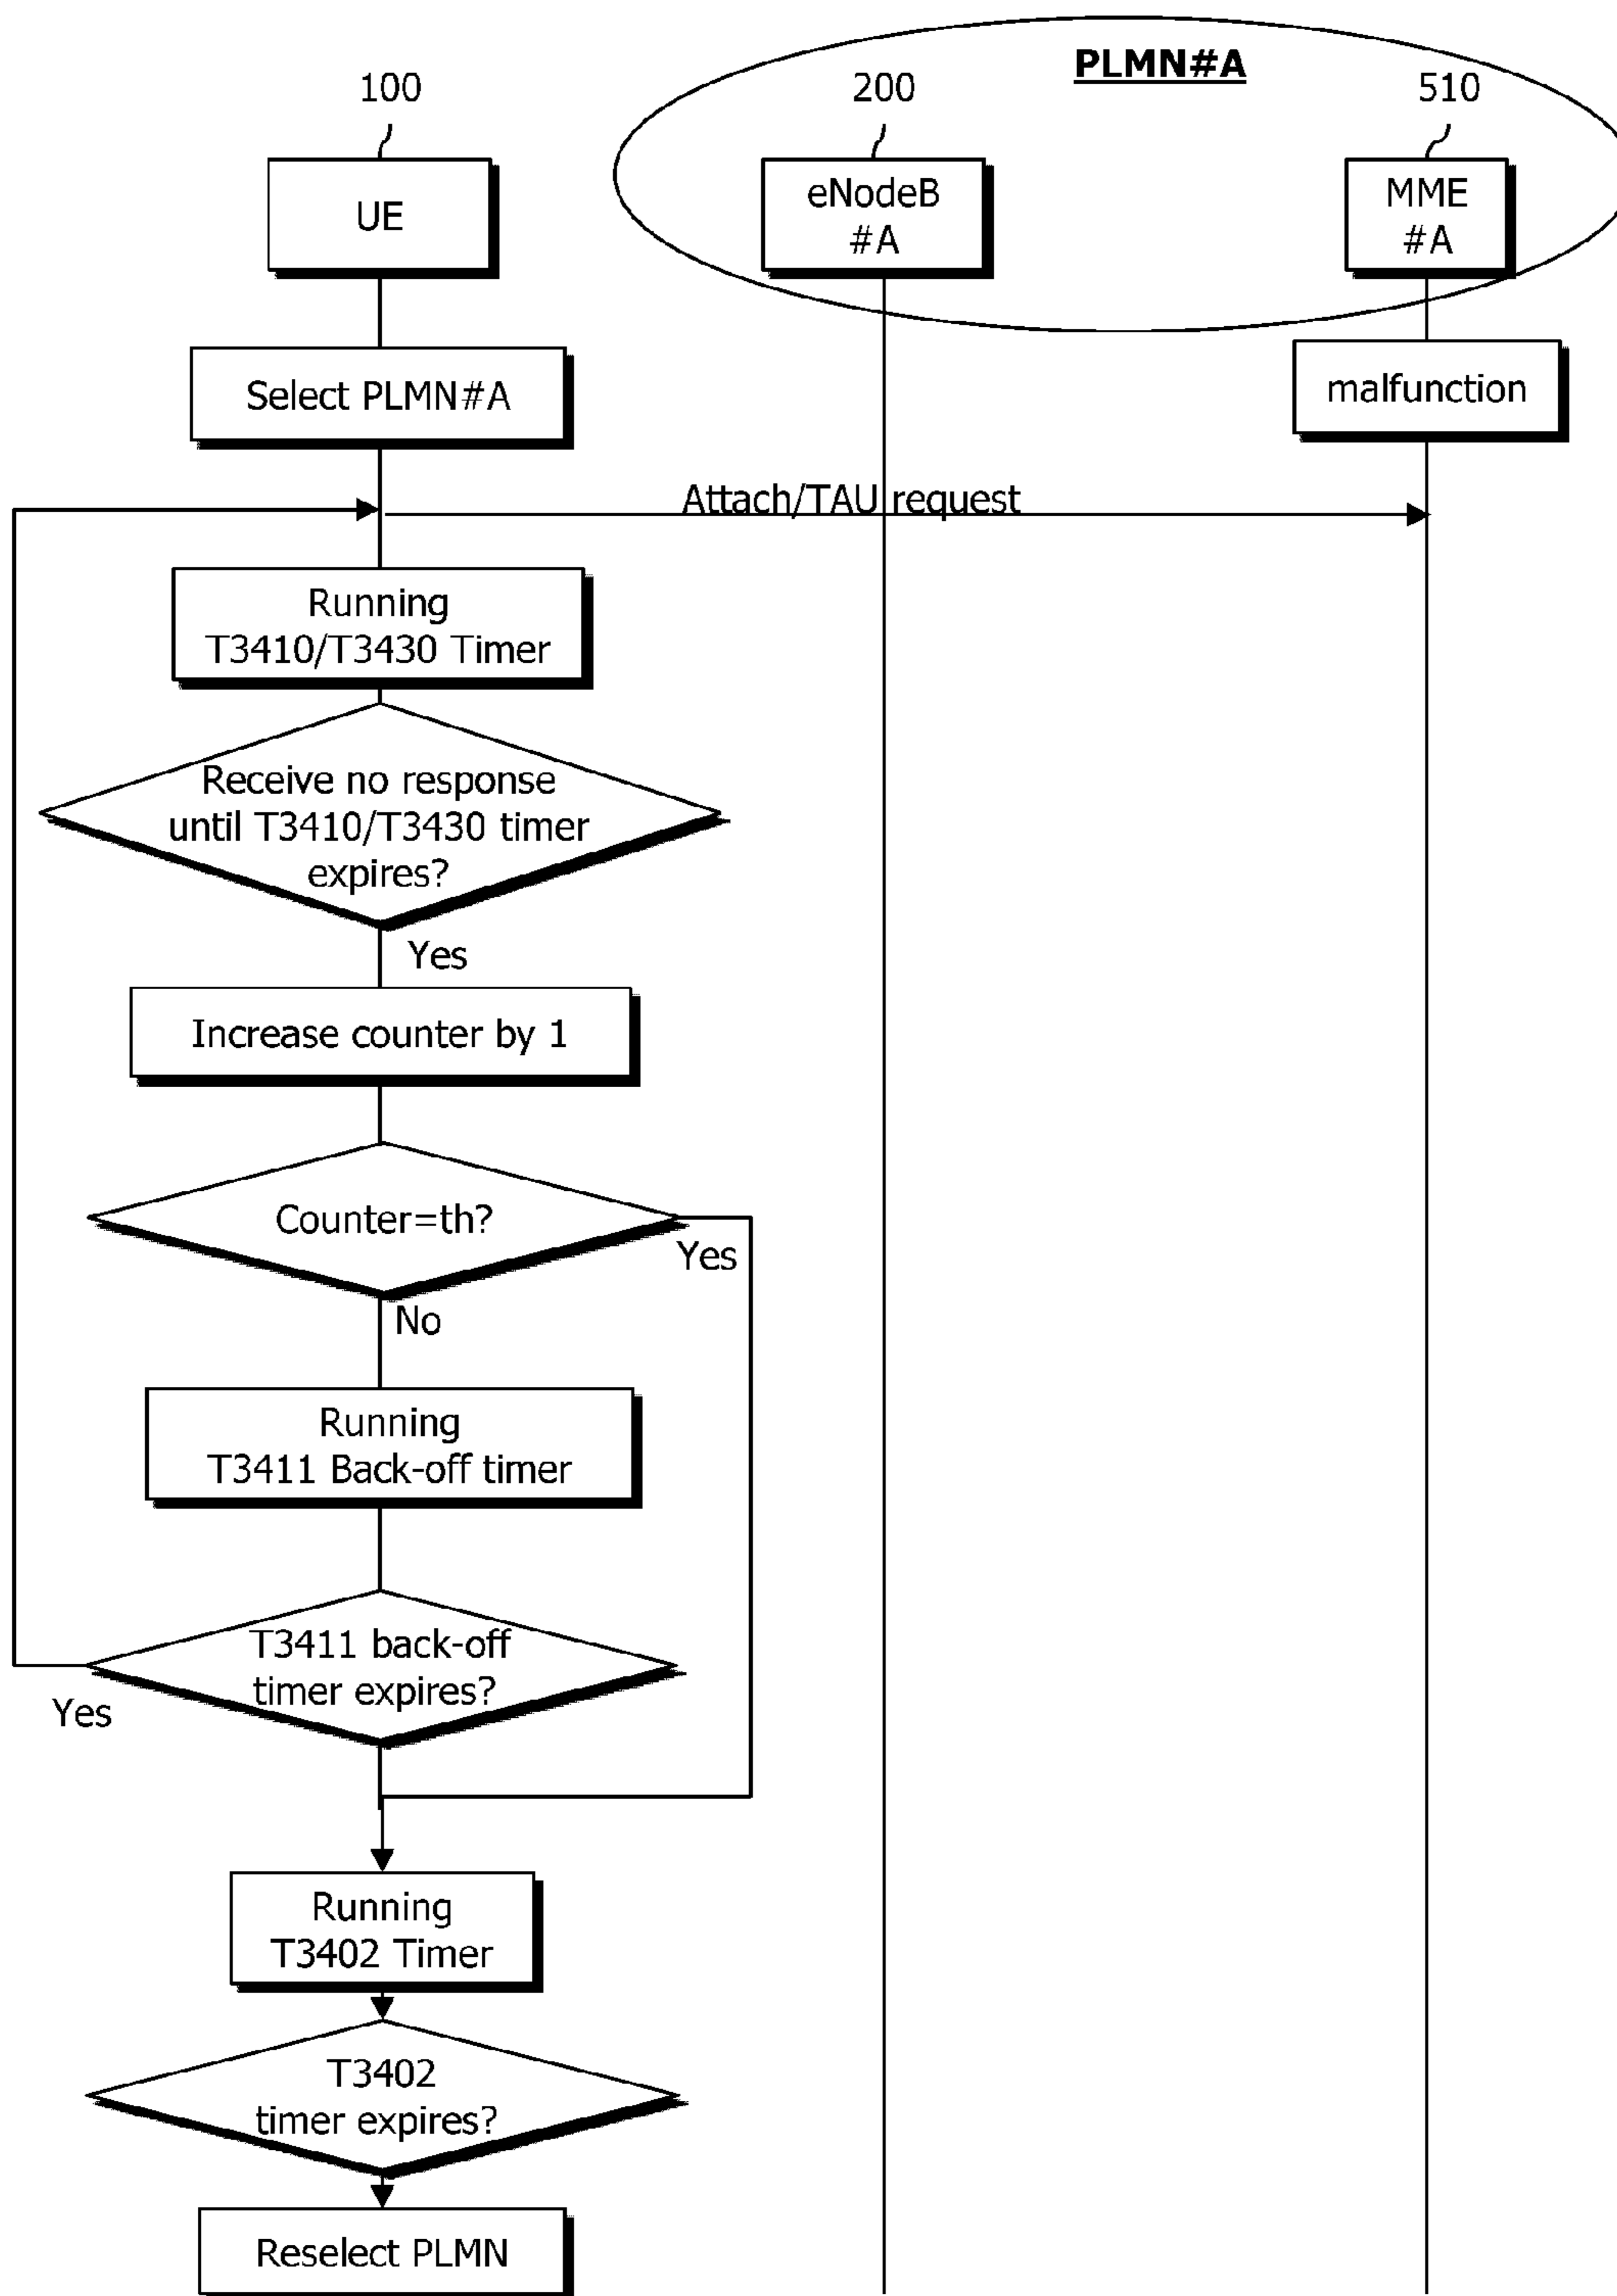 PLMN#A
100
200
510
UE
eNodeB
#A
MME
#A
Select PLMN#A
malfunction
Attach/TAU request
Running
T3410/T3430 Timer
Receive no response
until T3410/T3430 timer
expires?
Yes
Increase counter by 1
Counter=th?
Yes
No
Running
T3411 Back-off timer
T3411 back-off
timer expires?
Yes
Running
T3402 Timer
T3402
timer expires?
Reselect PLMN